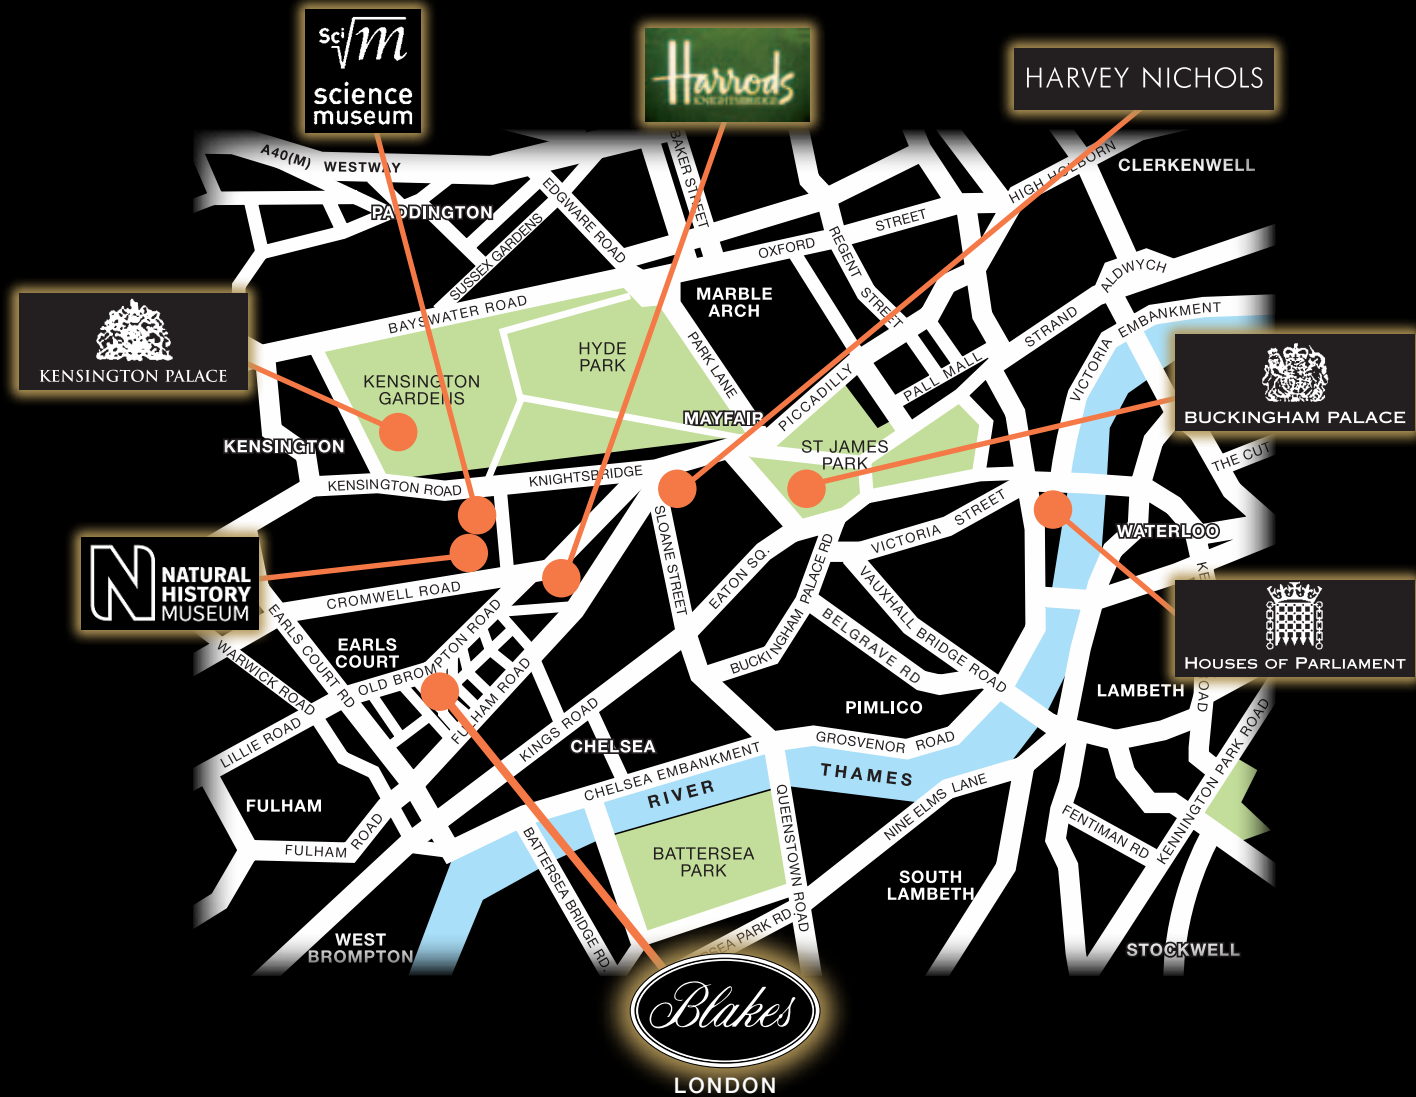 Sci √m
science
museum
Harrods
KNIGHTSBRIDGE
HARVEY NICHOLS
A40(M) WESTWAY
BAKER STREET
HIGH HOLBORN
CLERKENWELL
PADDINGTON
EDGWARE ROAD
SUSSEX GARDENS
OXFORD STREET
REGENT STREET
ALDWYCH
BAYSWATER ROAD
MARBLE
ARCH
STRAND
VICTORIA EMBANKMENT
KENSINGTON PALACE
HYDE
PARK
PARK LANE
PALL MALL
KENSINGTON
GARDENS
PICCADILLY
BUCKINGHAM PALACE
MAYFAIR
KENSINGTON
ST JAMES
PARK
THE CUT
KENSINGTON ROAD
KNIGHTSBRIDGE
SLOANE STREET
VICTORIA STREET
WATERLOO
NATURAL
HISTORY
MUSEUM
EATON SQ.
BUCKINGHAM PALACE RD
CROMWELL ROAD
EARLS COURT RD
VAUXHALL BRIDGE ROAD
BELGRAVE RD
HOUSES OF PARLIAMENT
EARLS
COURT
OLD BROMPTON ROAD
WARWICK ROAD
FULHAM ROAD
LAMBETH
PIMLICO
LILLIE ROAD
KINGS ROAD
CHELSEA
GROSVENOR ROAD
KENNINGTON PARK ROAD
CHELSEA EMBANKMENT
RIVER THAMES
NINE ELMS LANE
FULHAM
FULHAM ROAD
QUEENSTOWN ROAD
FENTIMAN RD
BATTERSEA BRIDGE RD.
BATTERSEA
PARK
SOUTH
LAMBETH
PARK RD.
WEST
BROMPTON
STOCKWELL
Blakes
LONDON